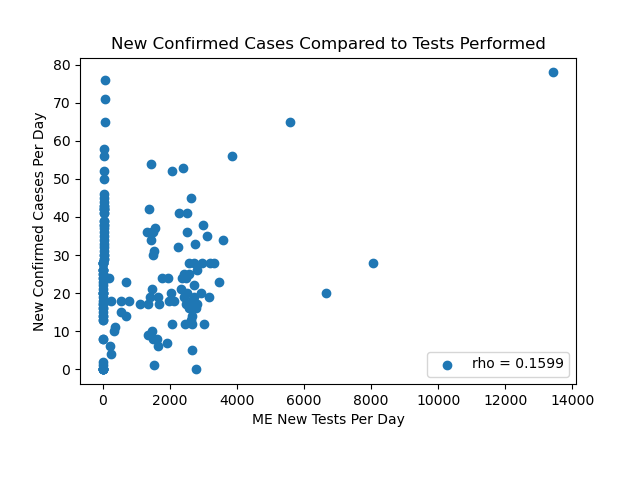 New Confirmed Cases Compared to Tests Performed
80
70
60
50
40
30
20
10
0
New Confirmed Caeses Per Day
rho = 0.1599
0 2000 4000 6000 8000 10000 12000 14000
ME New Tests Per Day